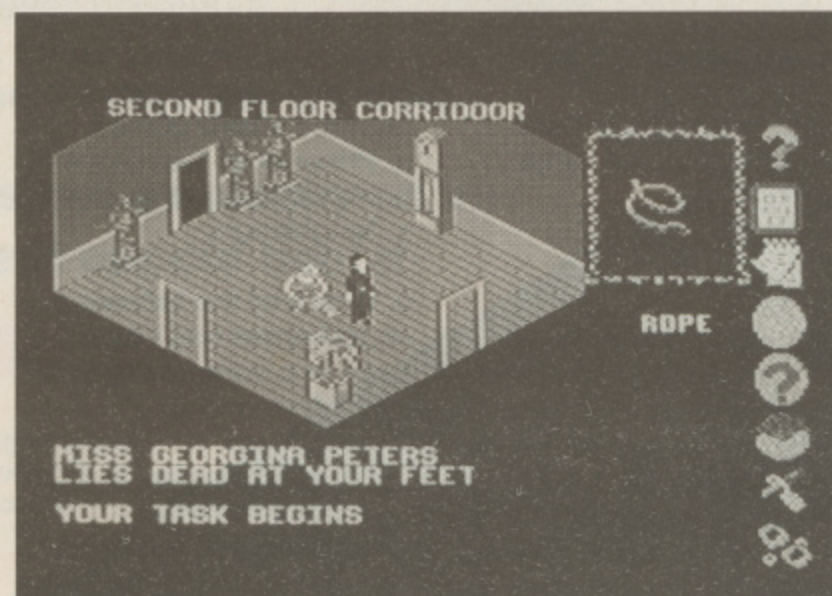 SECOND FLOOR CORRIDOOR
ROPE
MISS GEORGINA PETERS
LIES DEAD AT YOUR FEET
YOUR TASK BEGINS